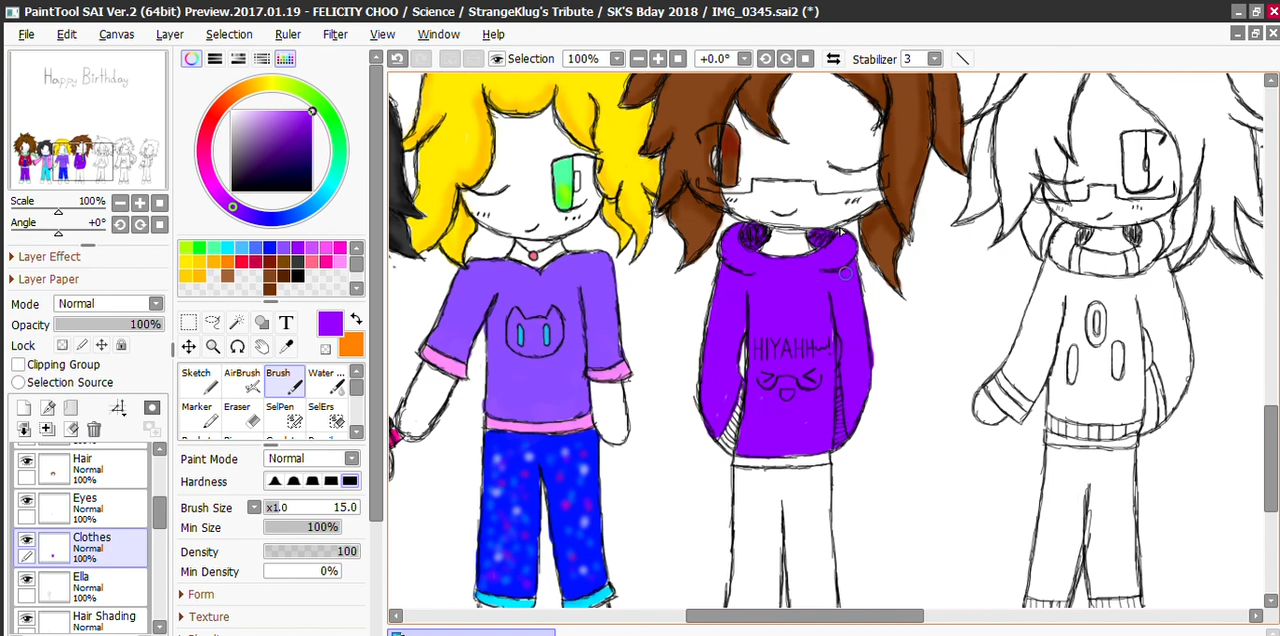 PaintTool SAI Ver.2 (64bit) Preview.2017.01.19 - FELICITY CHOO / Science / StrangeKlug's Tribute / SK'S Bday 2018 / IMG_0345.sai2 (*)
File Edit Canvas Layer Selection Ruler Filter View Window Help
Selection 100% +0.0° Stabilizer 3
Happy Birthday
Scale 100%
Angle +0°
Layer Effect
Layer Paper
Mode Normal
Opacity 100%
Lock
Clipping Group
Selection Source
Hair
Normal
100%
Eyes
Normal
100%
Clothes
Normal
100%
Ella
Normal
100%
Hair Shading
T
Sketch AirBrush Brush Water ...
Marker Eraser SelPen SelErs
Paint Mode Normal
Hardness
Brush Size x1.0 15.0
Min Size 100%
Density 100
Min Density 0%
Form
Texture
HIYAHH~!